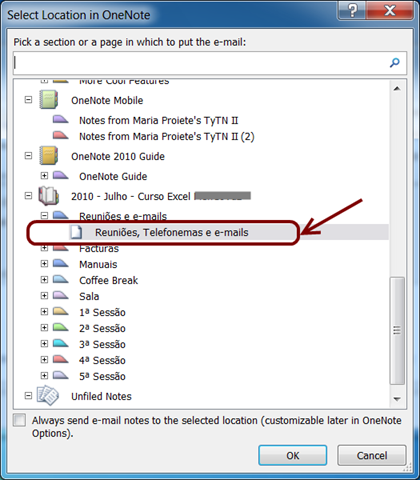 Select Location in OneNote
Pick a section or a page in which to put the e-mail:
More Cool Features
OneNote Mobile
Notes from Maria Proiete's TyTN II
Notes from Maria Proiete's TyTN II (2)
OneNote 2010 Guide
OneNote Guide
2010 - Julho - Curso Excel
Reuniões e e-mails
Reuniões, Telefonemas e e-mails
Facturas
Manuais
Coffee Break
Sala
1ª Sessão
2ª Sessão
3ª Sessão
4ª Sessão
5ª Sessão
Unfiled Notes
Always send e-mail notes to the selected location (customizable later in OneNote
Options).
OK
Cancel